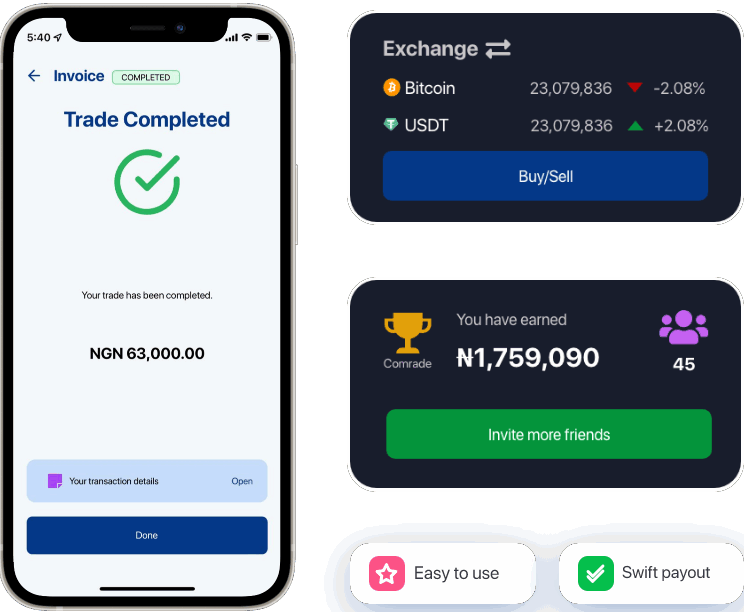 5:40
Invoice
COMPLETED
Trade Completed
Your trade has been completed.
NGN 63,000.00
Your transaction details
Open
Done
Exchange
Bitcoin 23,079,836 -2.08%
USDT 23,079,836 +2.08%
Buy/Sell
Comrade
You have earned
₦1,759,090
45
Invite more friends
Easy to use
Swift payout